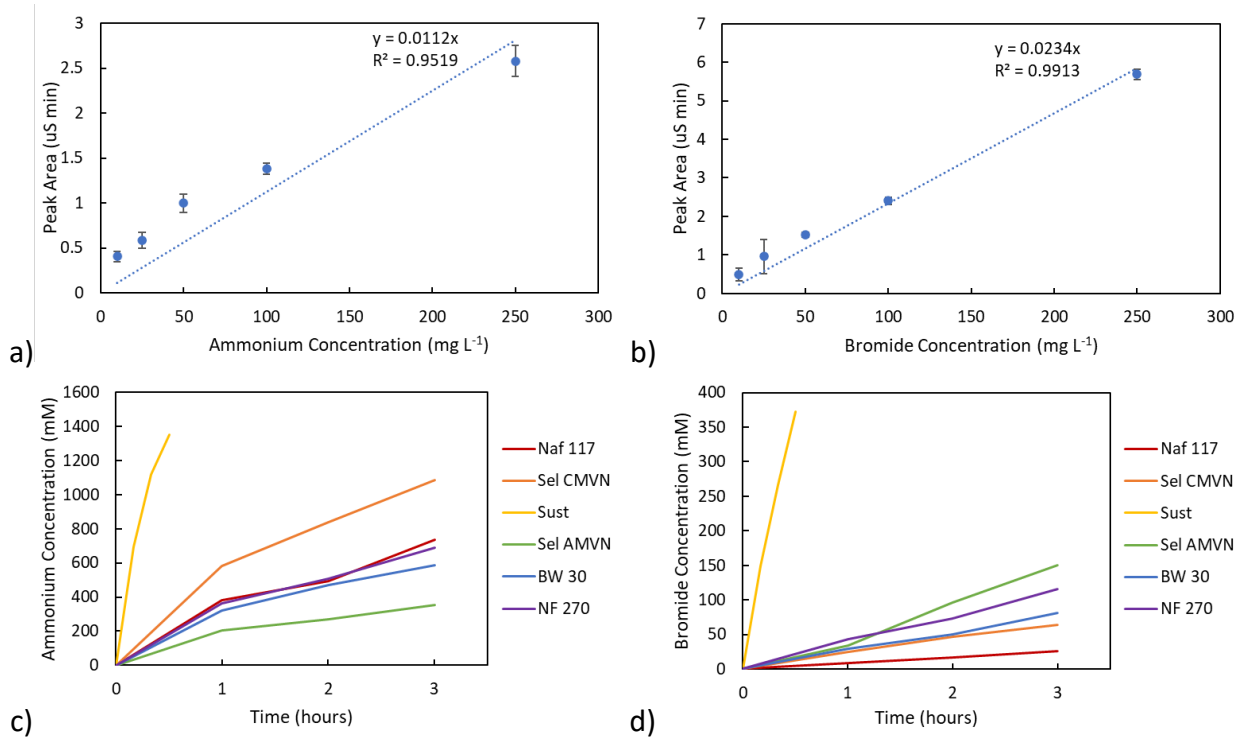 y = 0.0112x
R² = 0.9519
Peak Area (uS min)
3
2.5
2
1.5
1
0.5
0
50
100
150
200
250
300
Ammonium Concentration (mg L⁻¹)
a)
y = 0.0234x
R² = 0.9913
Peak Area (uS min)
7
6
5
4
3
2
1
0
0
50
100
150
200
250
300
Bromide Concentration (mg L⁻¹)
b)
Ammonium Concentration (mM)
1600
1400
1200
1000
800
600
400
200
0
0
1
2
3
Time (hours)
Naf 117
Sel CMVN
Sust
Sel AMVN
BW 30
NF 270
c)
Bromide Concentration (mM)
400
350
300
250
200
150
100
50
0
0
1
2
3
Time (hours)
Naf 117
Sel CMVN
Sust
Sel AMVN
BW 30
NF 270
d)